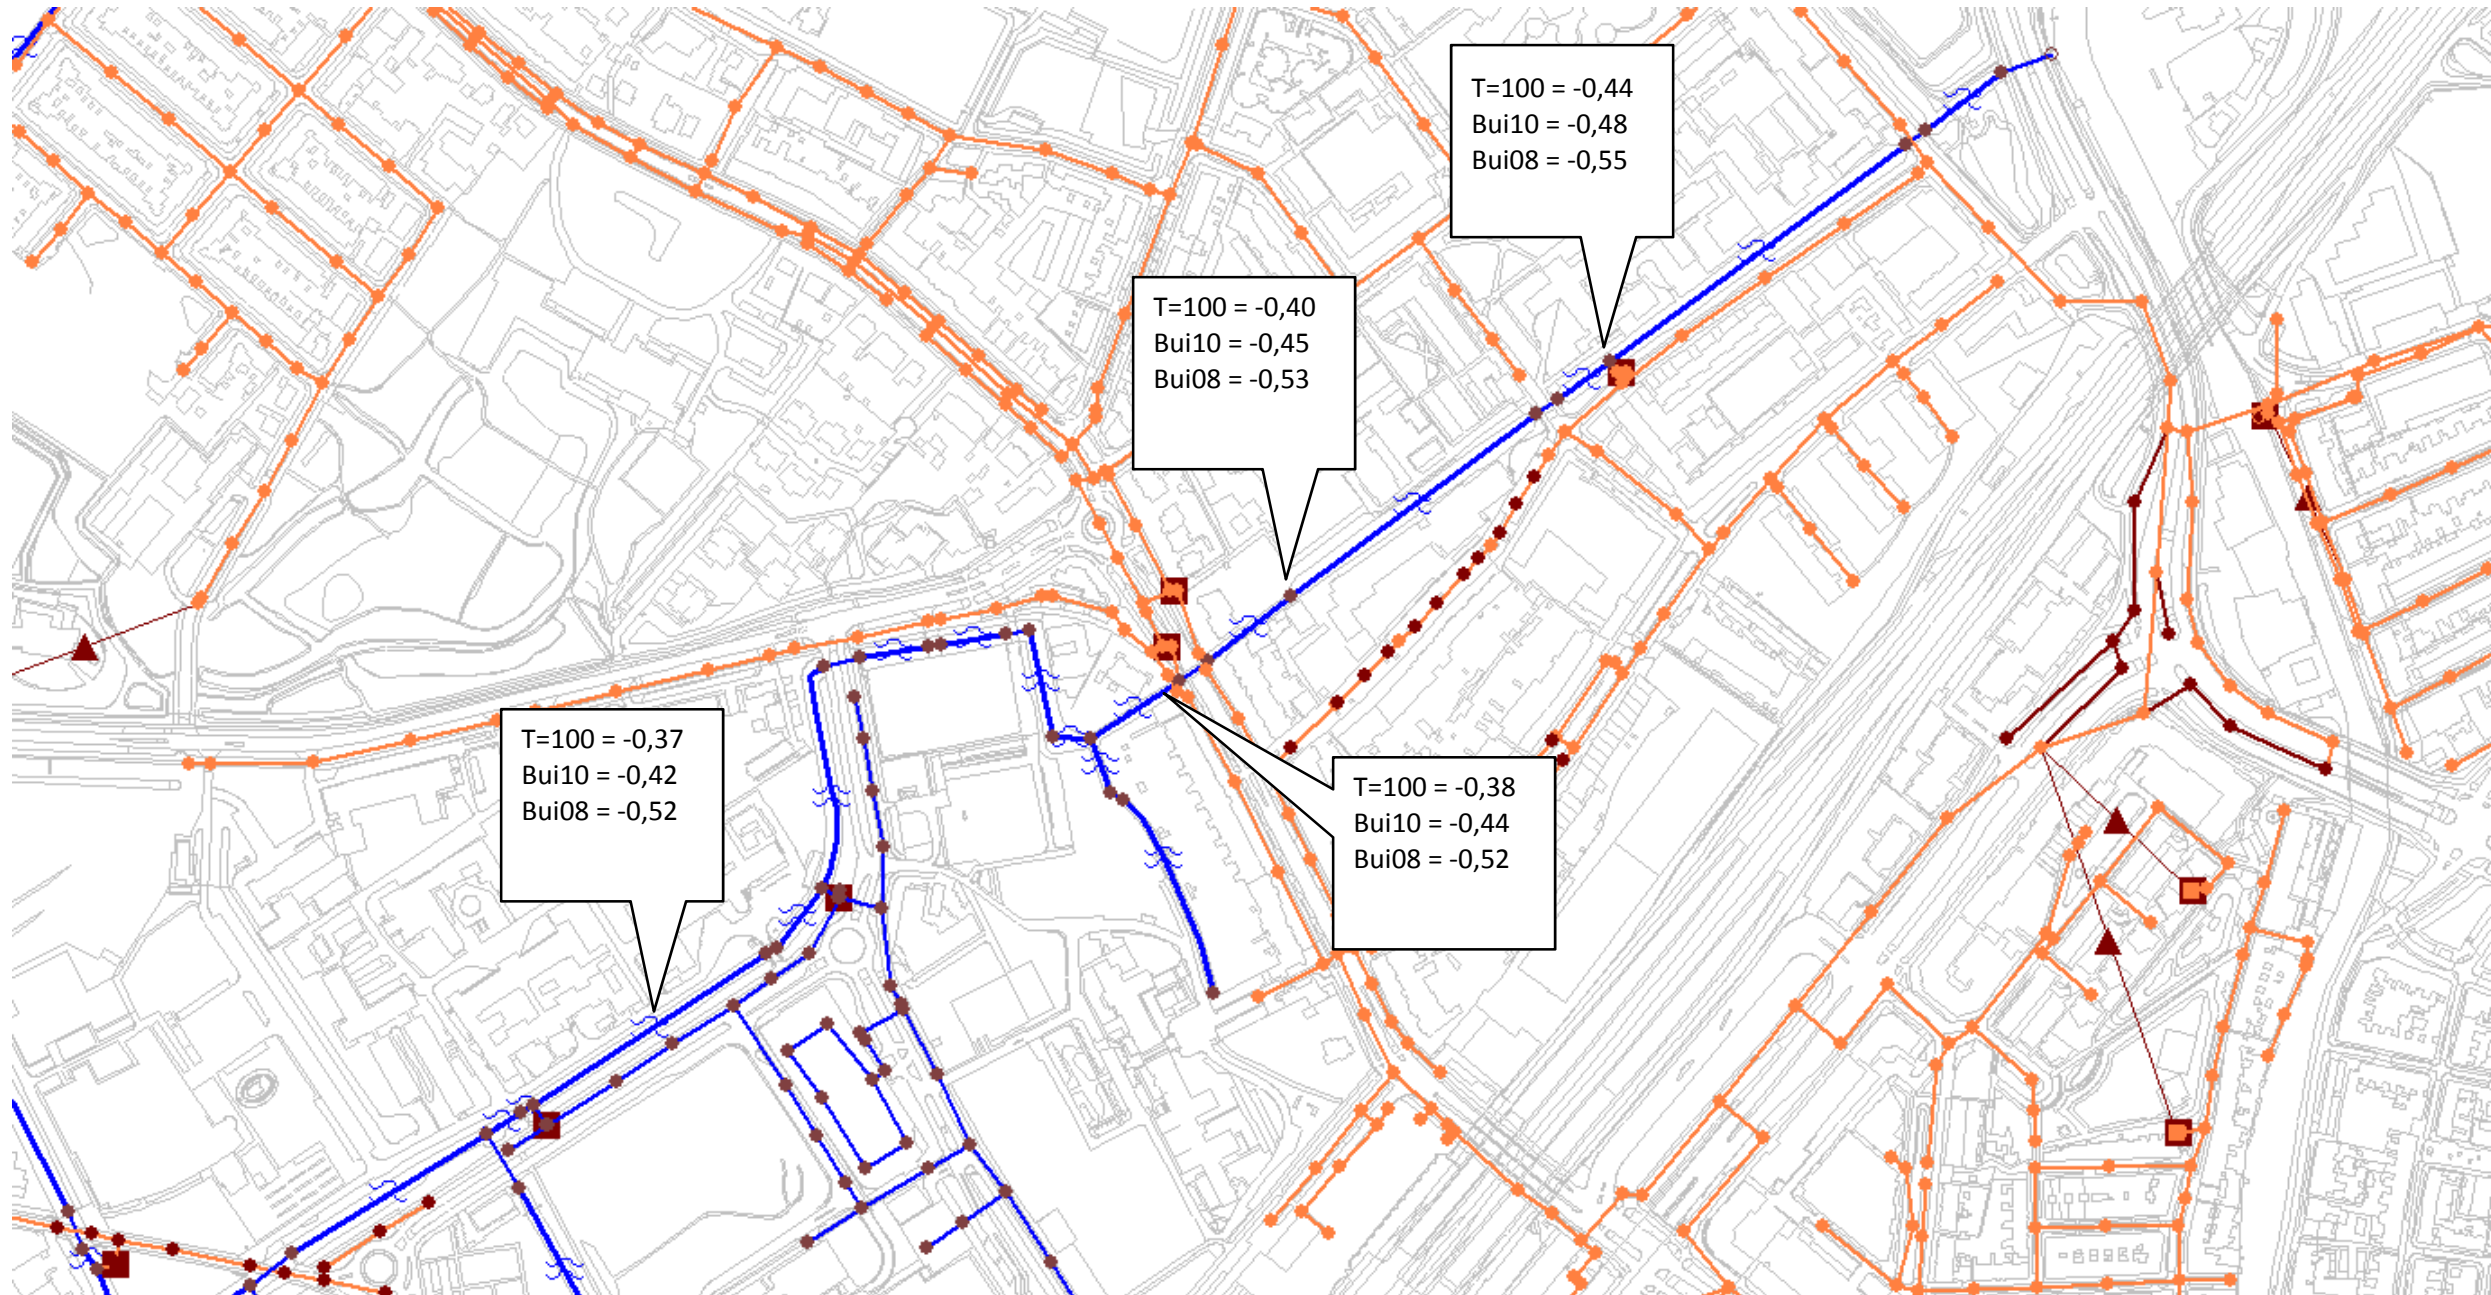 T=100 = -0,44
Bui10 = -0,48
Bui08 = -0,55
T=100 = -0,40
Bui10 = -0,45
Bui08 = -0,53
T=100 = -0,37
Bui10 = -0,42
Bui08 = -0,52
T=100 = -0,38
Bui10 = -0,44
Bui08 = -0,52